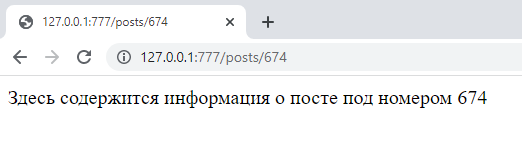 127.0.0.1:777/posts/674
127.0.0.1:777/posts/674
Здесь содержится информация о посте под номером 674